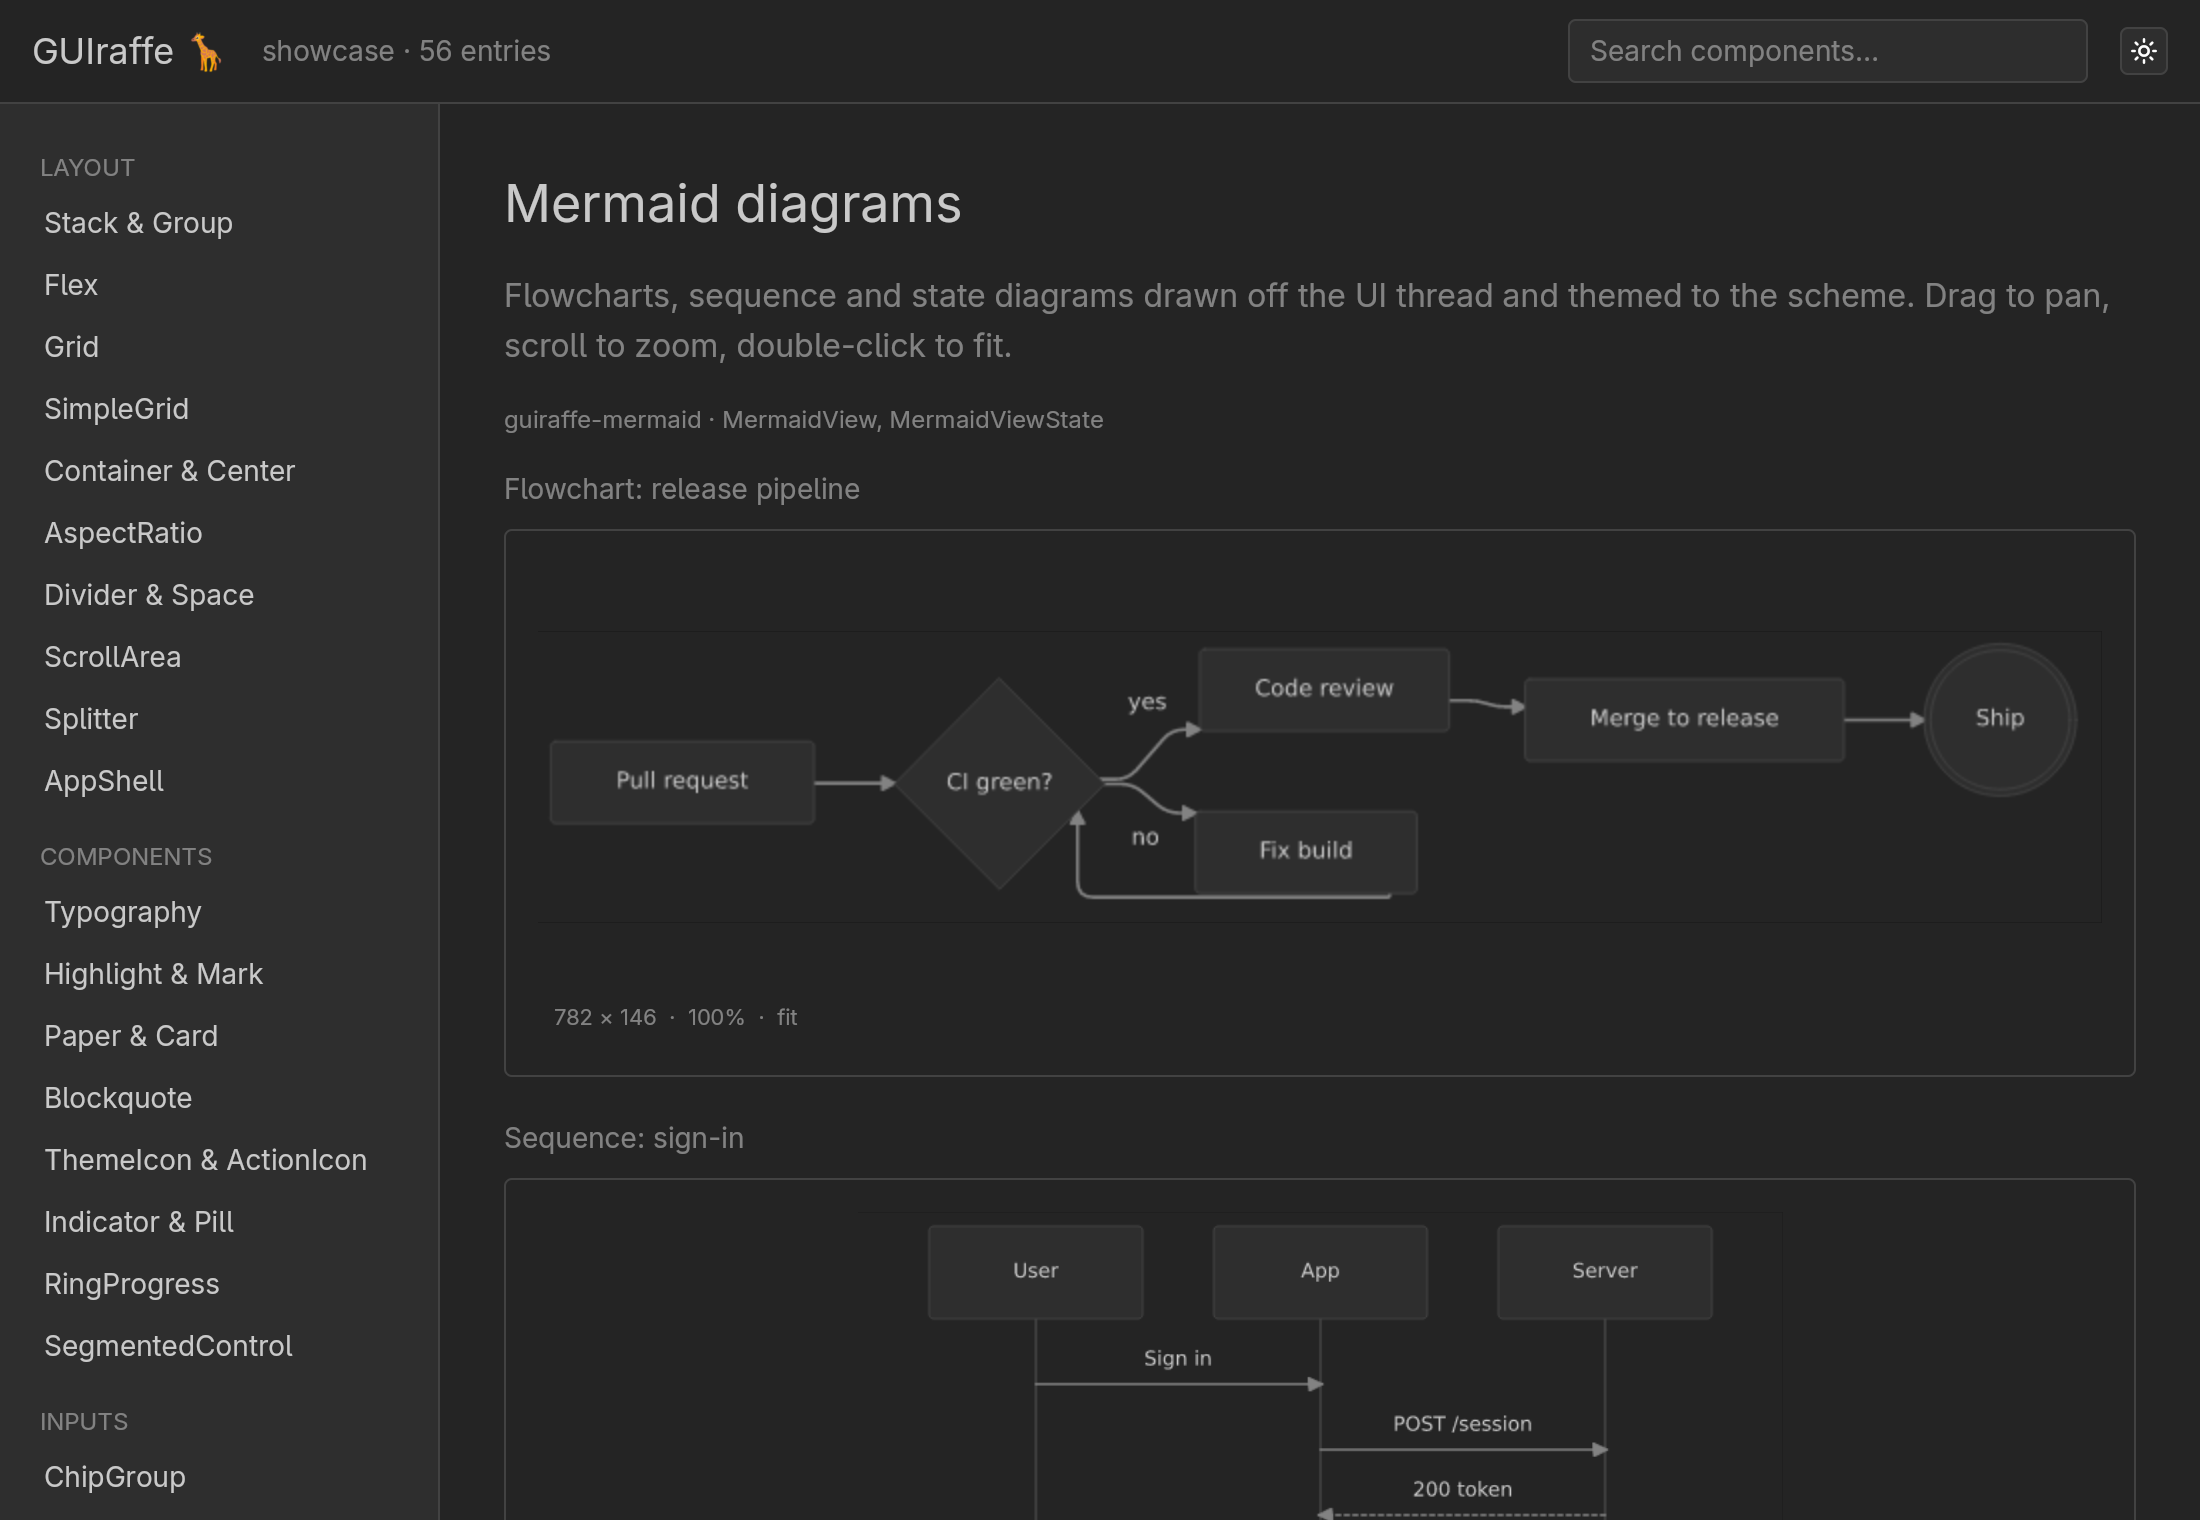 GUIraffe 🦒 showcase · 56 entries
Search components...
LAYOUT
Stack & Group
Flex
Grid
SimpleGrid
Container & Center
AspectRatio
Divider & Space
ScrollArea
Splitter
AppShell
COMPONENTS
Typography
Highlight & Mark
Paper & Card
Blockquote
ThemeIcon & ActionIcon
Indicator & Pill
RingProgress
SegmentedControl
INPUTS
ChipGroup
Mermaid diagrams
Flowcharts, sequence and state diagrams drawn off the UI thread and themed to the scheme. Drag to pan,
scroll to zoom, double-click to fit.
guiraffe-mermaid · MermaidView, MermaidViewState
Flowchart: release pipeline
Pull request
CI green?
yes
no
Code review
Fix build
Merge to release
Ship
782 × 146 · 100% · fit
Sequence: sign-in
User
App
Server
Sign in
POST /session
200 token